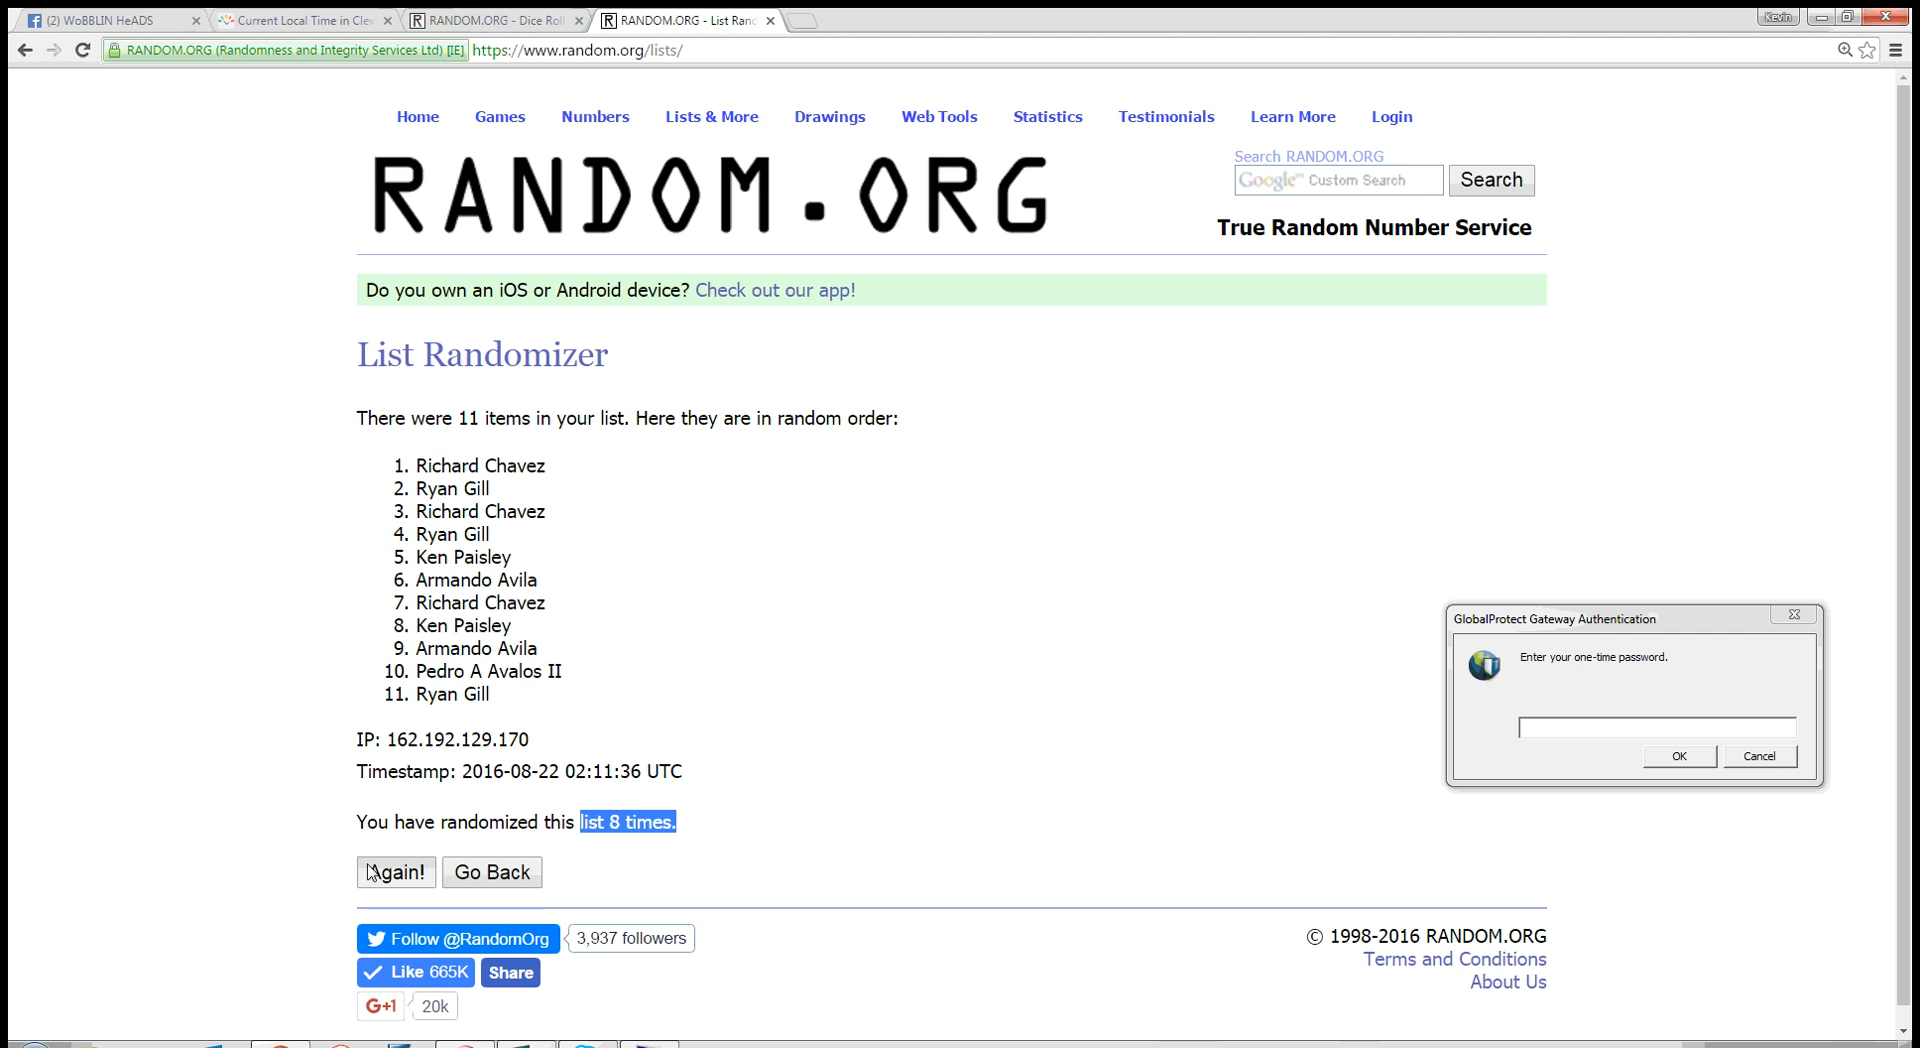 (2) WoBBLIN HeADS
Current Local Time in Clev
RANDOM.ORG - Dice Roll
RANDOM.ORG - List Ran
Kevin
RANDOM.ORG (Randomness and Integrity Services Ltd) [IE]
https://www.random.org/lists/
Home Games Numbers Lists & More Drawings Web Tools Statistics Testimonials Learn More Login
RANDOM.ORG
Search RANDOM.ORG
Google™ Custom Search
Search
True Random Number Service
Do you own an iOS or Android device? Check out our app!
List Randomizer
There were 11 items in your list. Here they are in random order:
1. Richard Chavez
2. Ryan Gill
3. Richard Chavez
4. Ryan Gill
5. Ken Paisley
6. Armando Avila
7. Richard Chavez
8. Ken Paisley
9. Armando Avila
10. Pedro A Avalos II
11. Ryan Gill
IP: 162.192.129.170
Timestamp: 2016-08-22 02:11:36 UTC
You have randomized this list 8 times.
Again! Go Back
GlobalProtect Gateway Authentication
Enter your one-time password.
OK Cancel
Follow @RandomOrg 3,937 followers
Like 665K Share
G+1 20k
© 1998-2016 RANDOM.ORG
Terms and Conditions
About Us